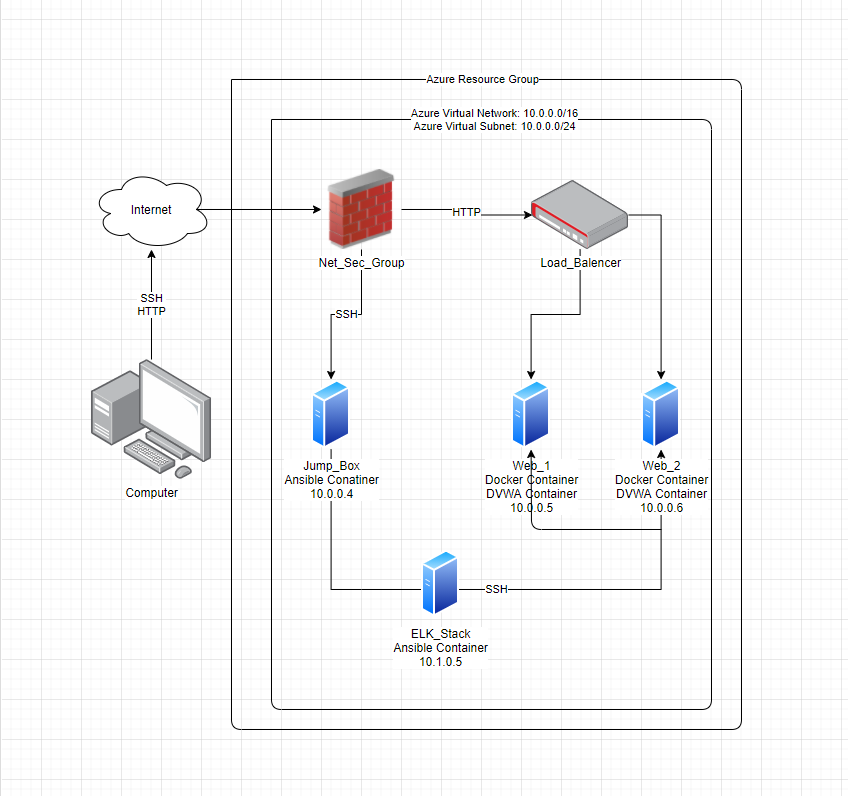 Azure Resource Group
Azure Virtual Network: 10.0.0.0/16
Azure Virtual Subnet: 10.0.0.0/24
Internet
HTTP
Net_Sec_Group
Load_Balencer
SSH
HTTP
SSH
Jump_Box
Ansible Conatiner
10.0.0.4
Web_1
Docker Container
DVWA Container
10.0.0.5
Web_2
Docker Container
DVWA Container
10.0.0.6
Computer
SSH
ELK_Stack
Ansible Container
10.1.0.5